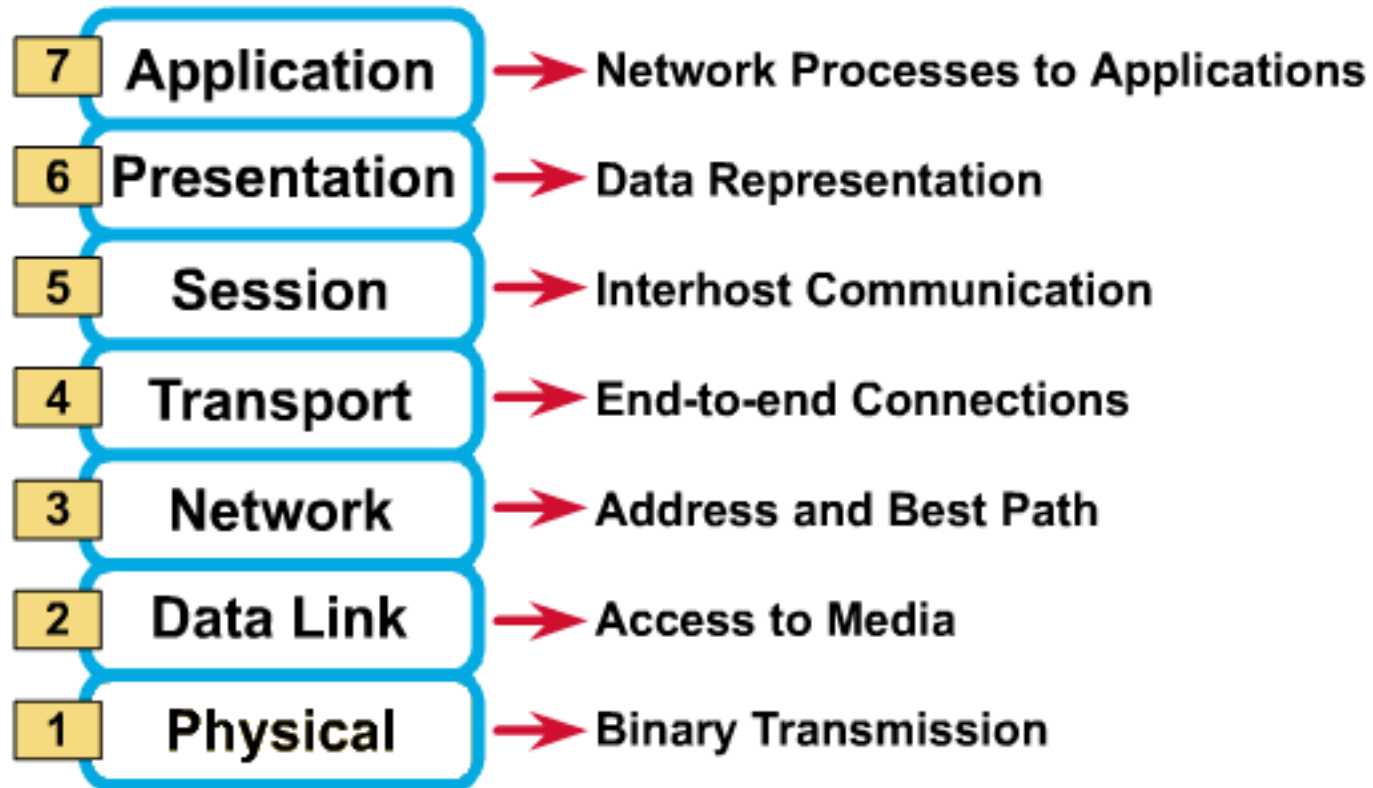 7 Application Network Processes to Applications
6 Presentation Data Representation
5 Session Interhost Communication
4 Transport End-to-end Connections
3 Network Address and Best Path
2 Data Link Access to Media
1 Physical Binary Transmission